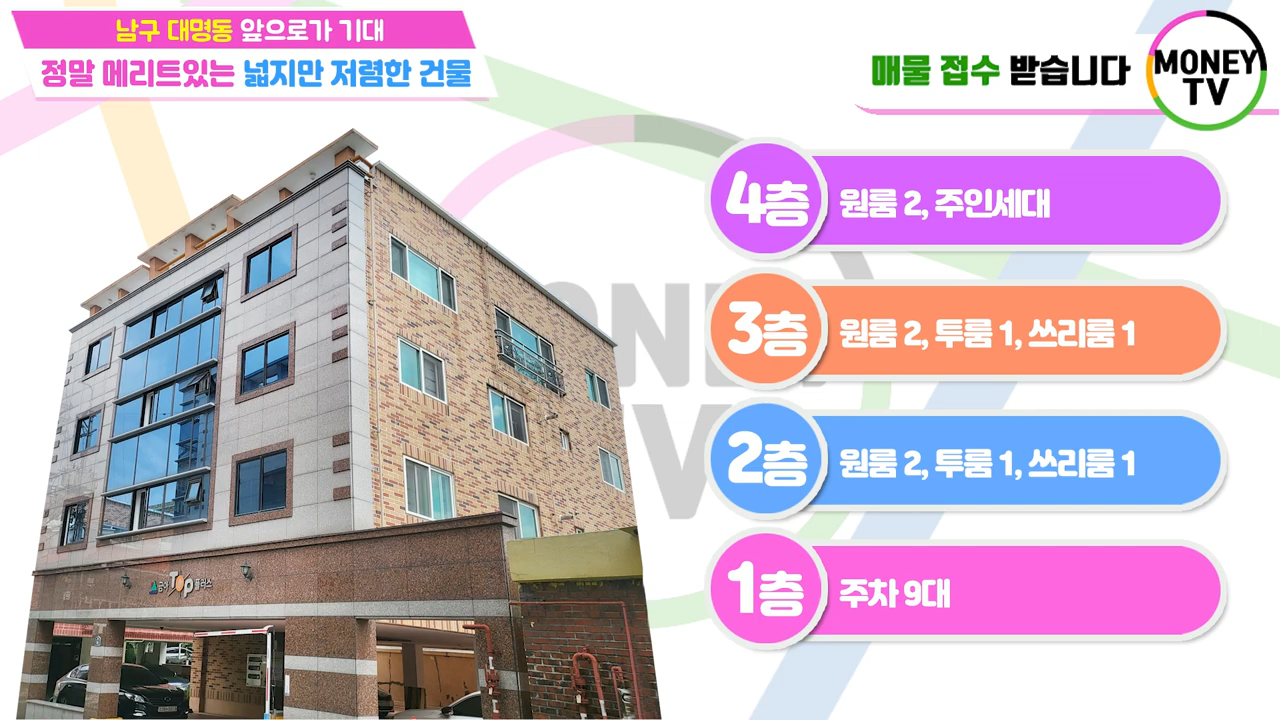 남구 대명동 앞으로가 기대
정말 메리트있는 넓지만 저렴한 건물
매물 접수 받습니다
MONEY
TV
4층 원룸 2, 주인세대
3층 원룸 2, 투룸 1, 쓰리룸 1
2층 원룸 2, 투룸 1, 쓰리룸 1
1층 주차 9대
Top